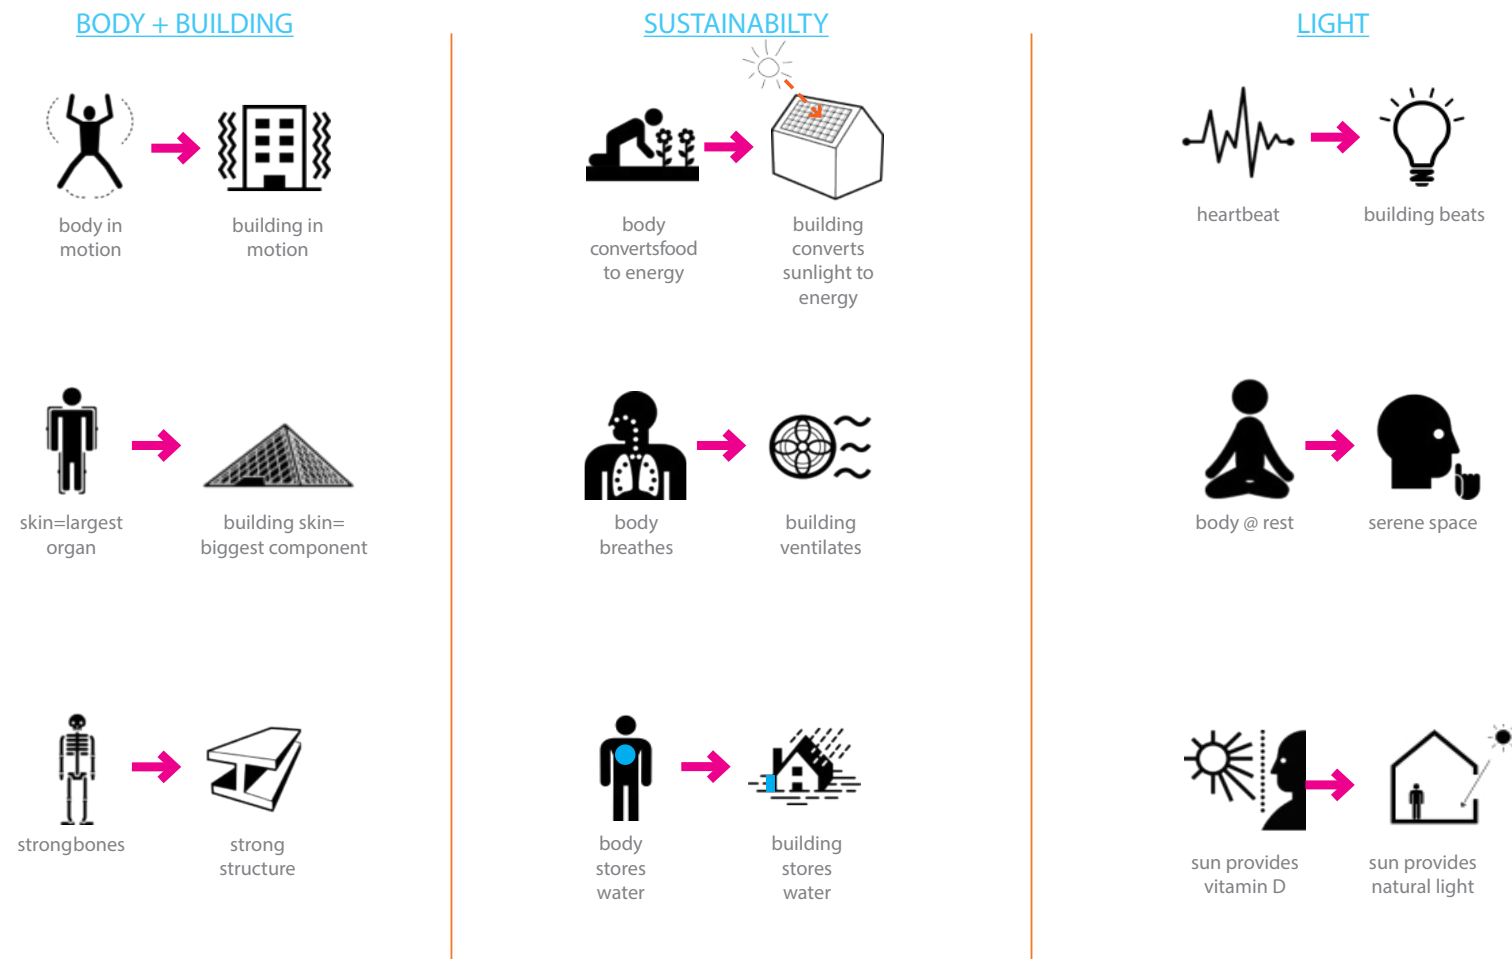 BODY + BUILDING
body in
motion
building in
motion
skin=largest
organ
building skin=
biggest component
strongbones
strong
structure
SUSTAINABILTY
body
convertsfood
to energy
building
converts
sunlight to
energy
body
breathes
building
ventilates
body
stores
water
building
stores
water
LIGHT
heartbeat
building beats
body @ rest
serene space
sun provides
vitamin D
sun provides
natural light